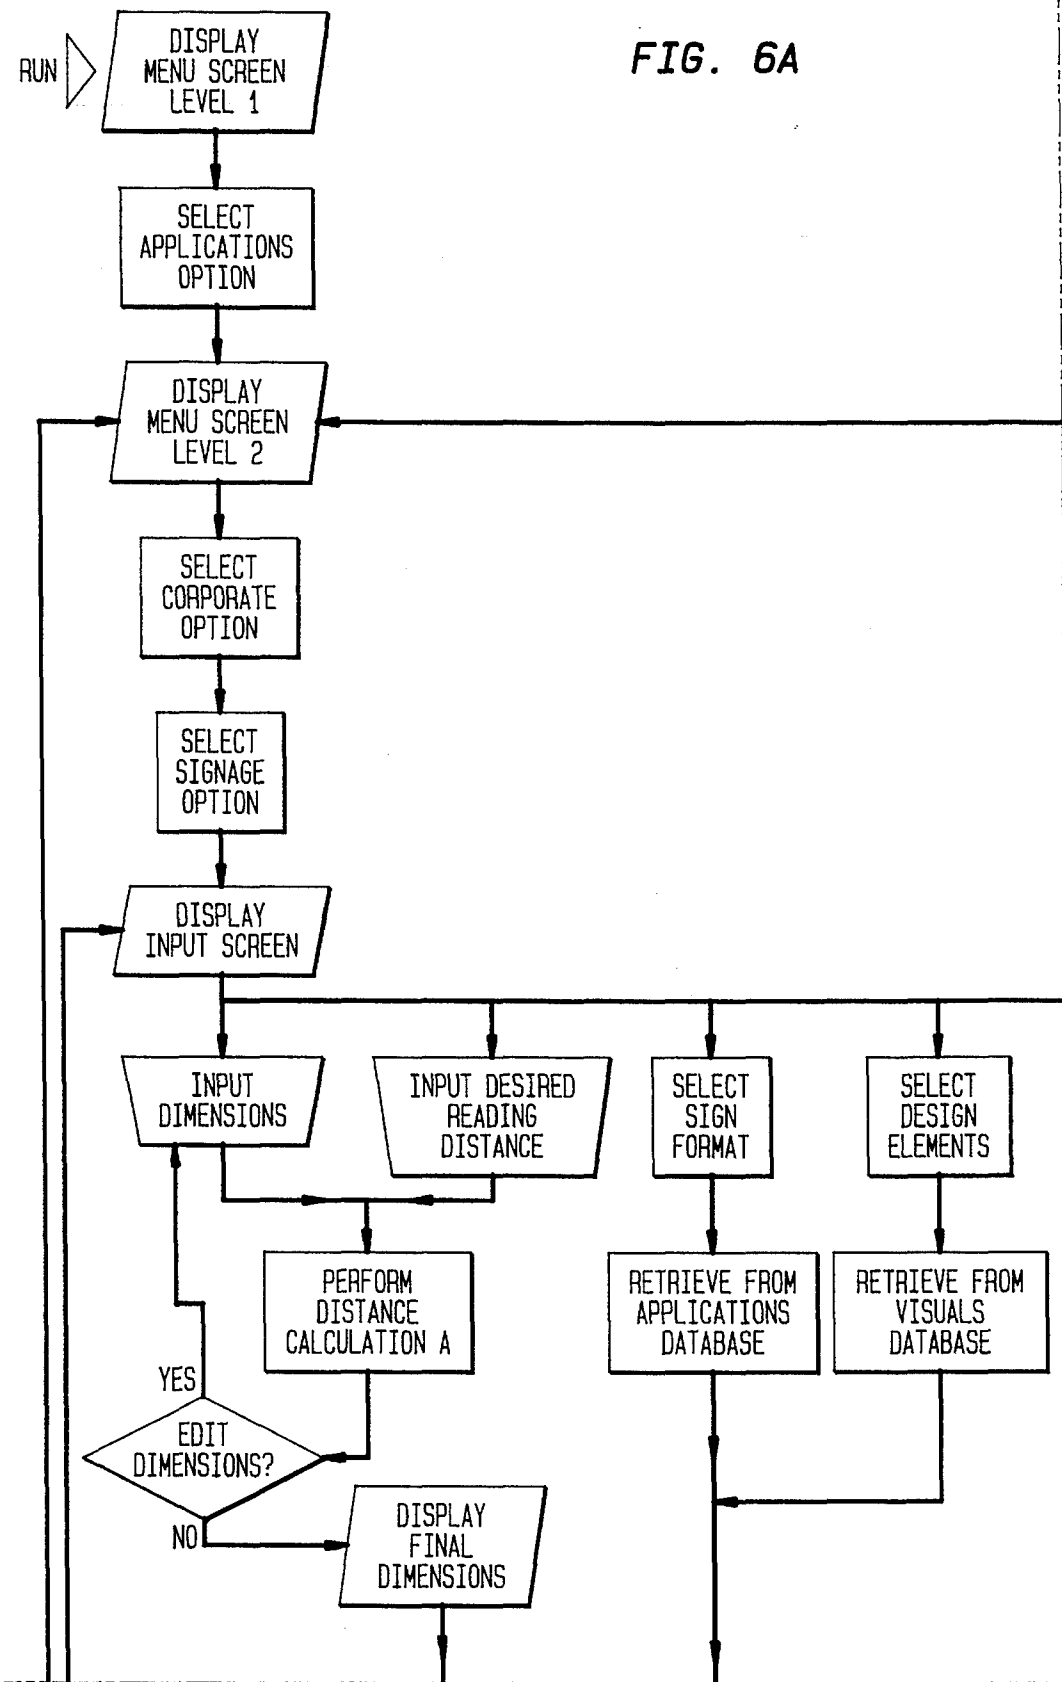 FIG. 6A
RUN
DISPLAY
MENU SCREEN
LEVEL 1
SELECT
APPLICATIONS
OPTION
DISPLAY
MENU SCREEN
LEVEL 2
SELECT
CORPORATE
OPTION
SELECT
SIGNAGE
OPTION
DISPLAY
INPUT SCREEN
INPUT
DIMENSIONS
INPUT DESIRED
READING
DISTANCE
SELECT
SIGN
FORMAT
SELECT
DESIGN
ELEMENTS
PERFORM
DISTANCE
CALCULATION A
RETRIEVE FROM
APPLICATIONS
DATABASE
RETRIEVE FROM
VISUALS
DATABASE
YES
EDIT
DIMENSIONS?
NO
DISPLAY
FINAL
DIMENSIONS